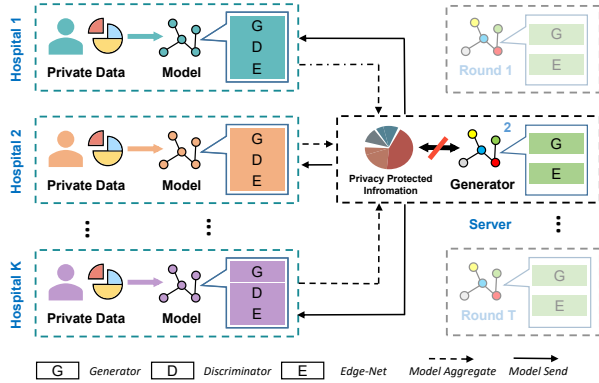 Hospital 1
Private Data
Model
G
D
E
Round 1
G
E
Hospital 2
Private Data
Model
G
D
E
Privacy Protected
Infromation
Generator
2
G
E
Server
Hospital K
Private Data
Model
G
D
E
Round T
G
E
G Generator D Discriminator E Edge-Net Model Aggregate Model Send